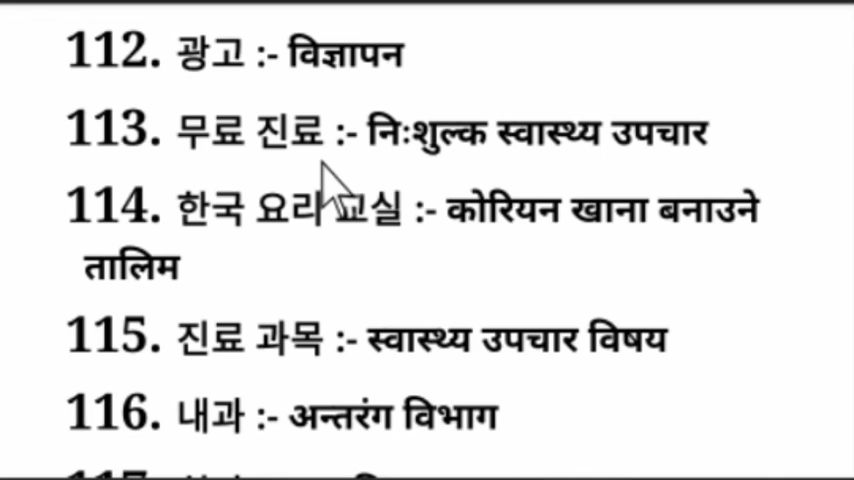 112. 광고 :- विज्ञापन
113. 무료 진료 :- निःशुल्क स्वास्थ्य उपचार
114. 한국 요리 교실 :- कोरियन खाना बनाउने
तालिम
115. 진료 과목 :- स्वास्थ्य उपचार विषय
116. 내과 :- अन्तरंग विभाग
117.